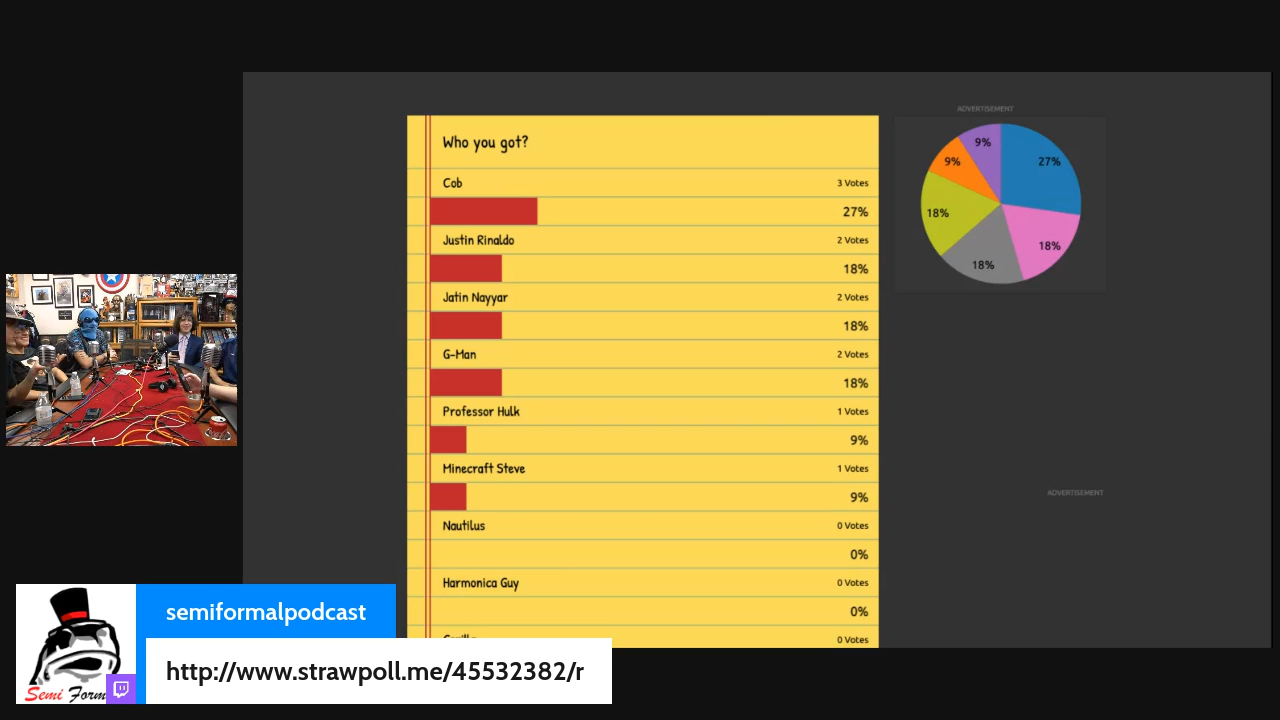 ADVERTISEMENT
Who you got?
Cob 3 Votes
27%
Justin Rinaldo 2 Votes
18%
Jatin Nayyar 2 Votes
18%
G-Man 2 Votes
18%
Professor Hulk 1 Votes
9%
Minecraft Steve 1 Votes
9%
Nautilus 0 Votes
0%
Harmonica Guy 0 Votes
0%
0 Votes
9%
27%
9%
18%
18%
18%
ADVERTISEMENT
semiformalpodcast
http://www.strawpoll.me/45532382/r
Semi Form